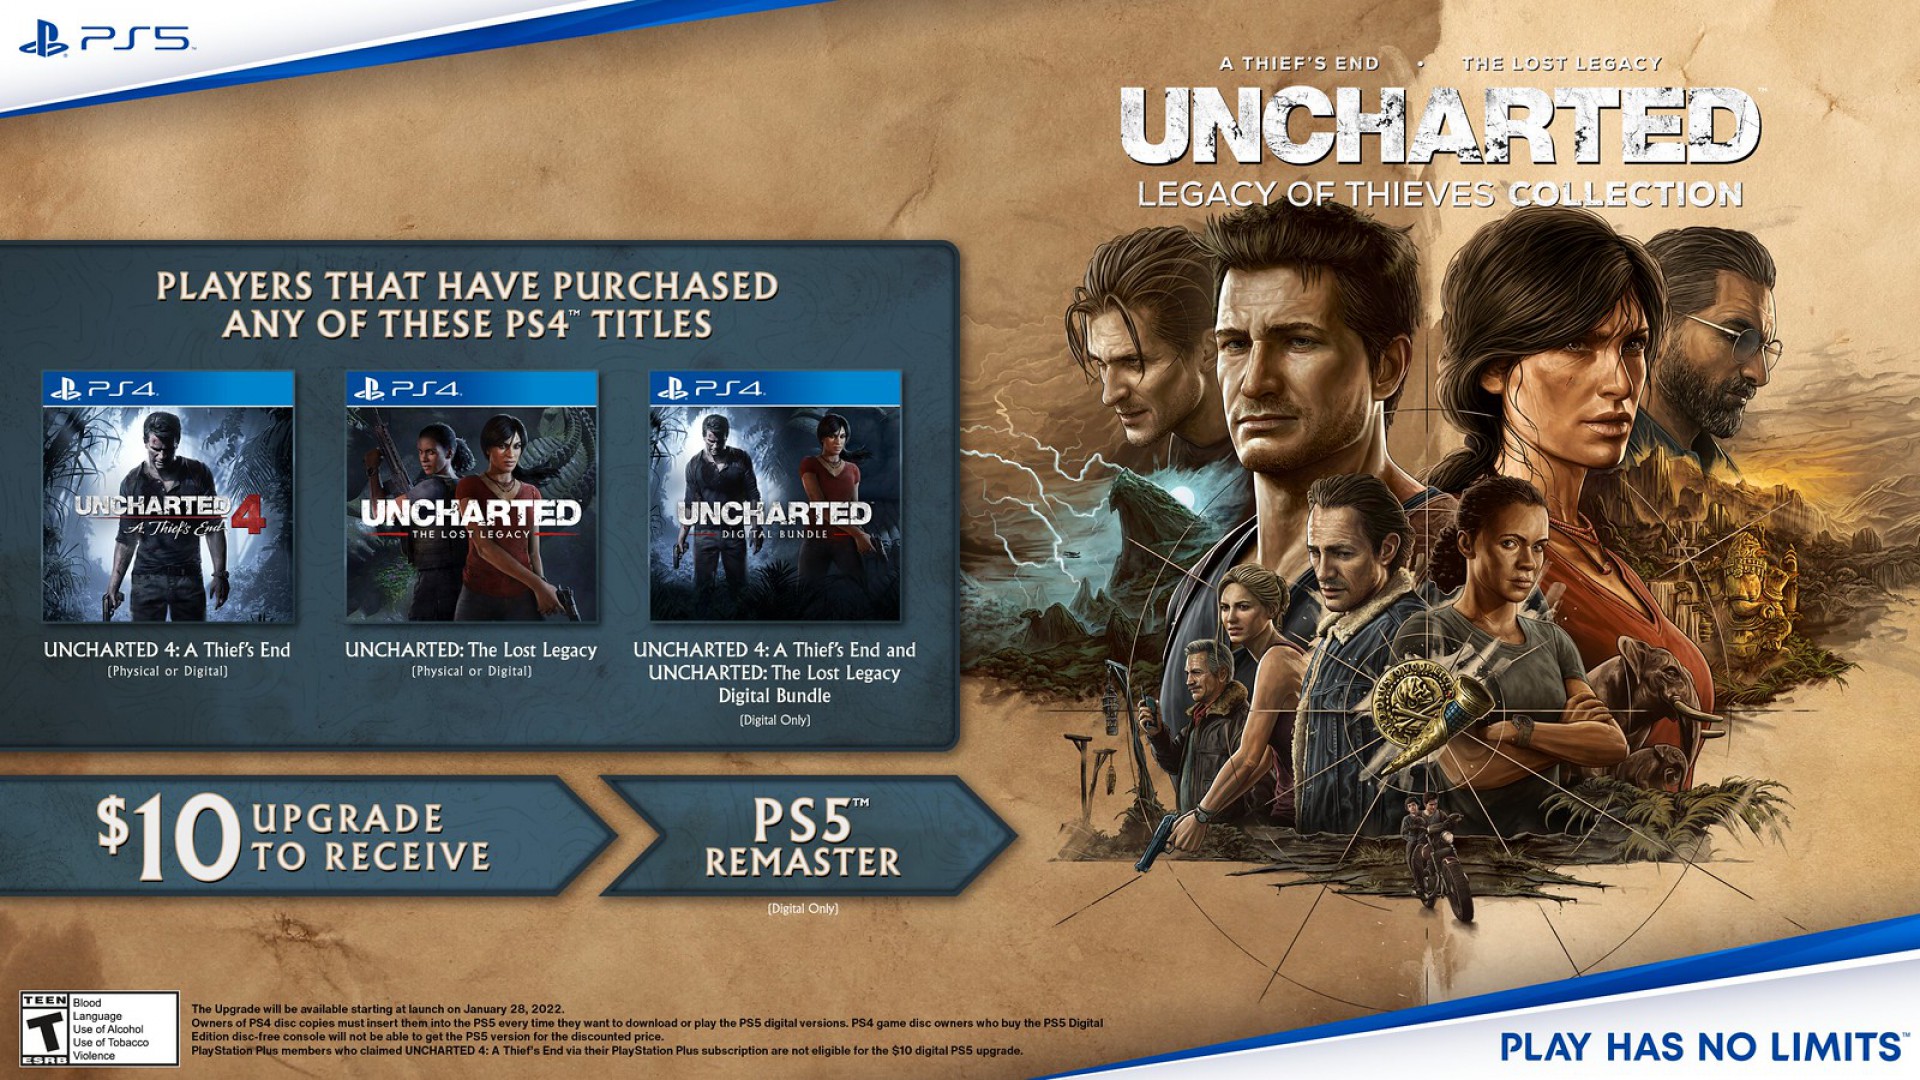 PS5
A THIEF'S END • THE LOST LEGACY
UNCHARTED™
LEGACY OF THIEVES COLLECTION
PLAYERS THAT HAVE PURCHASED
ANY OF THESE PS4™ TITLES
PS4
UNCHARTED 4
A Thief's End
UNCHARTED 4: A Thief's End
(Physical or Digital)
PS4
UNCHARTED
THE LOST LEGACY
UNCHARTED: The Lost Legacy
(Physical or Digital)
PS4
UNCHARTED
DIGITAL BUNDLE
UNCHARTED 4: A Thief's End and
UNCHARTED: The Lost Legacy
Digital Bundle
(Digital Only)
$10 UPGRADE
TO RECEIVE
PS5™
REMASTER
(Digital Only)
TEEN
T
ESRB
Blood
Language
Use of Alcohol
Use of Tobacco
Violence
The Upgrade will be available starting at launch on January 28, 2022.
Owners of PS4 disc copies must insert them into the PS5 every time they want to download or play the PS5 digital versions. PS4 game disc owners who buy the PS5 Digital
Edition disc-free console will not be able to get the PS5 version for the discounted price.
PlayStation Plus members who claimed UNCHARTED 4: A Thief's End via their PlayStation Plus subscription are not eligible for the $10 digital PS5 upgrade.
PLAY HAS NO LIMITS™